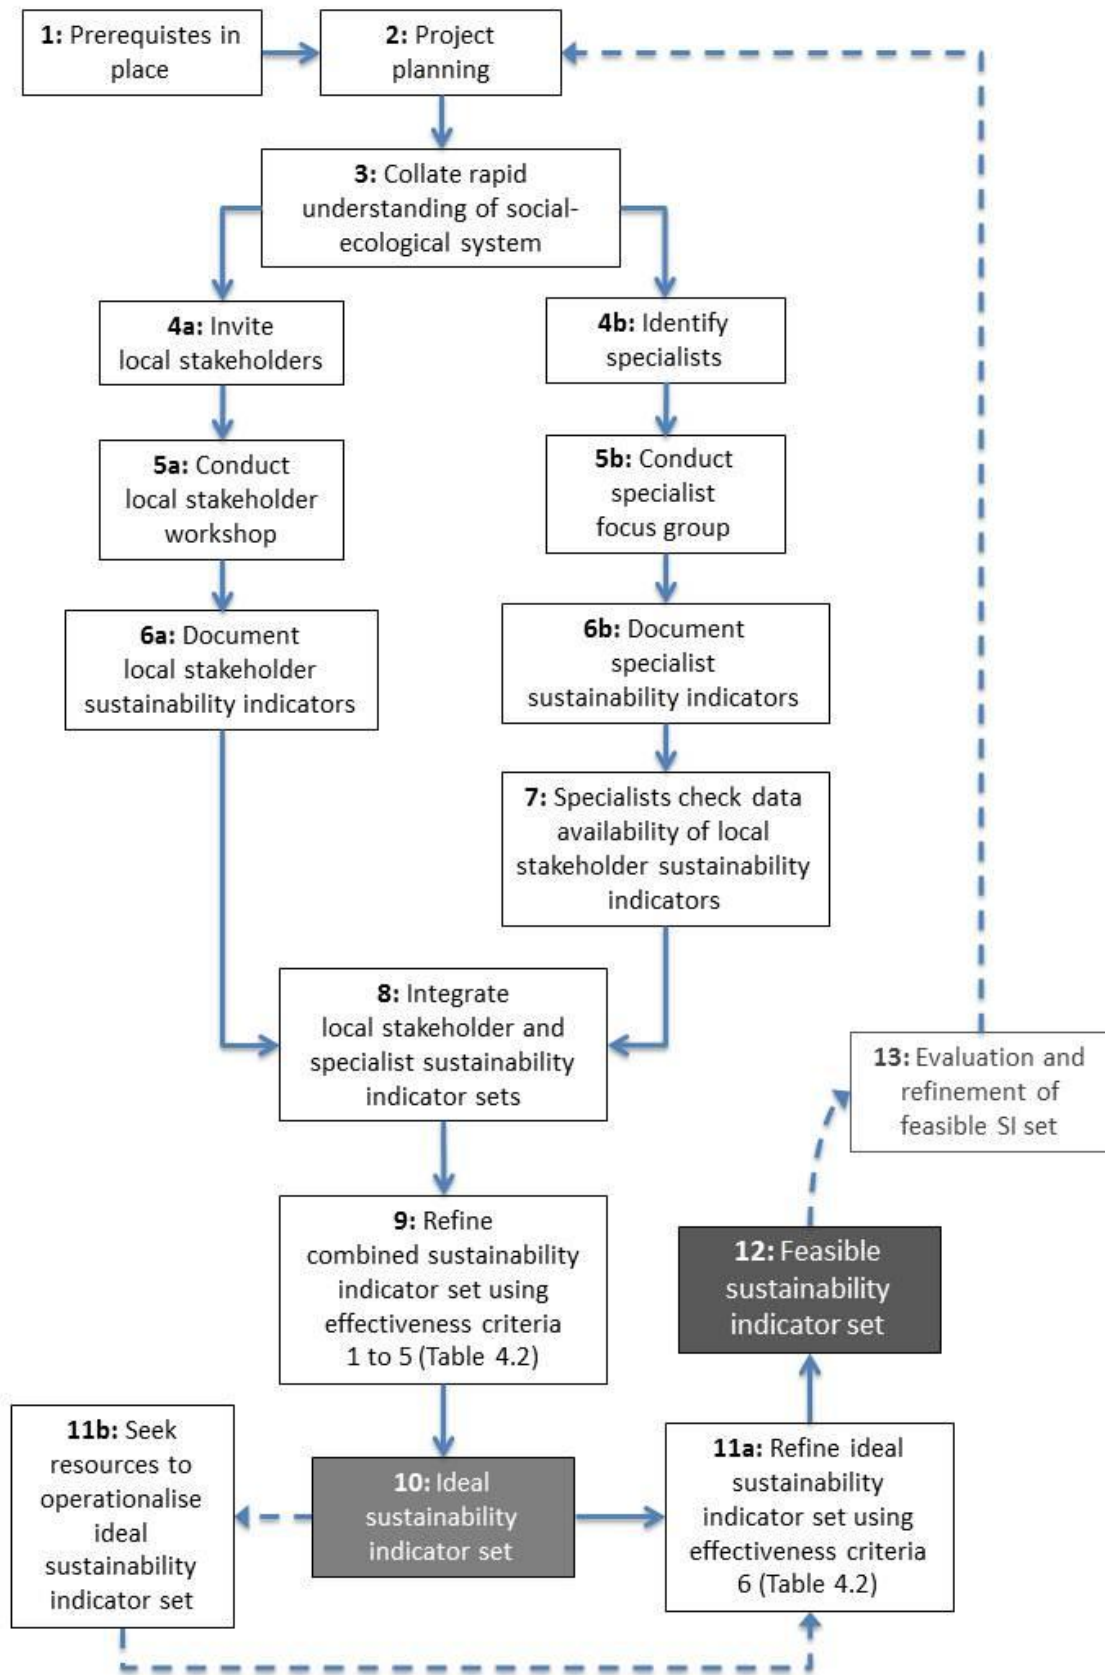 1: Prerequistes in
place
2: Project
planning
3: Collate rapid
understanding of social-
ecological system
4a: Invite
local stakeholders
4b: Identify
specialists
5a: Conduct
local stakeholder
workshop
5b: Conduct
specialist
focus group
6a: Document
local stakeholder
sustainability indicators
6b: Document
specialist
sustainability indicators
7: Specialists check data
availability of local
stakeholder sustainability
indicators
8: Integrate
local stakeholder and
specialist sustainability
indicator sets
9: Refine
combined sustainability
indicator set using
effectiveness criteria
1 to 5 (Table 4.2)
10: Ideal
sustainability
indicator set
11a: Refine ideal
sustainability
indicator set using
effectiveness criteria
6 (Table 4.2)
11b: Seek
resources to
operationalise
ideal
sustainability
indicator set
12: Feasible
sustainability
indicator set
13: Evaluation and
refinement of
feasible SI set